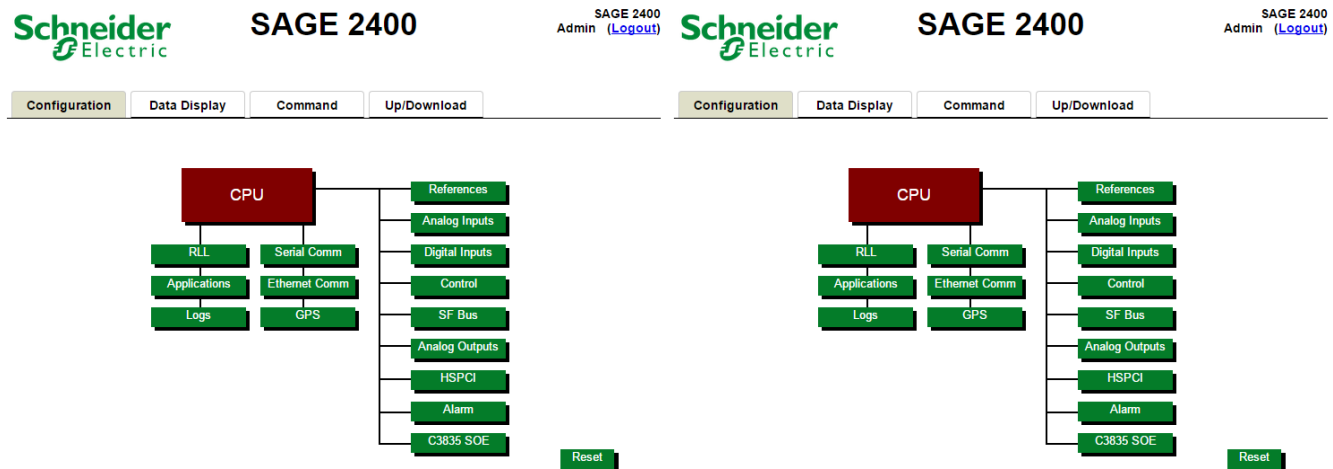 Schneider Electric
SAGE 2400
SAGE 2400
Admin (Logout)
Configuration Data Display Command Up/Download
CPU
RLL
Applications
Logs
Serial Comm
Ethernet Comm
GPS
References
Analog Inputs
Digital Inputs
Control
SF Bus
Analog Outputs
HSPCI
Alarm
C3835 SOE
Reset
Schneider Electric
SAGE 2400
SAGE 2400
Admin (Logout)
Configuration Data Display Command Up/Download
CPU
RLL
Applications
Logs
Serial Comm
Ethernet Comm
GPS
References
Analog Inputs
Digital Inputs
Control
SF Bus
Analog Outputs
HSPCI
Alarm
C3835 SOE
Reset